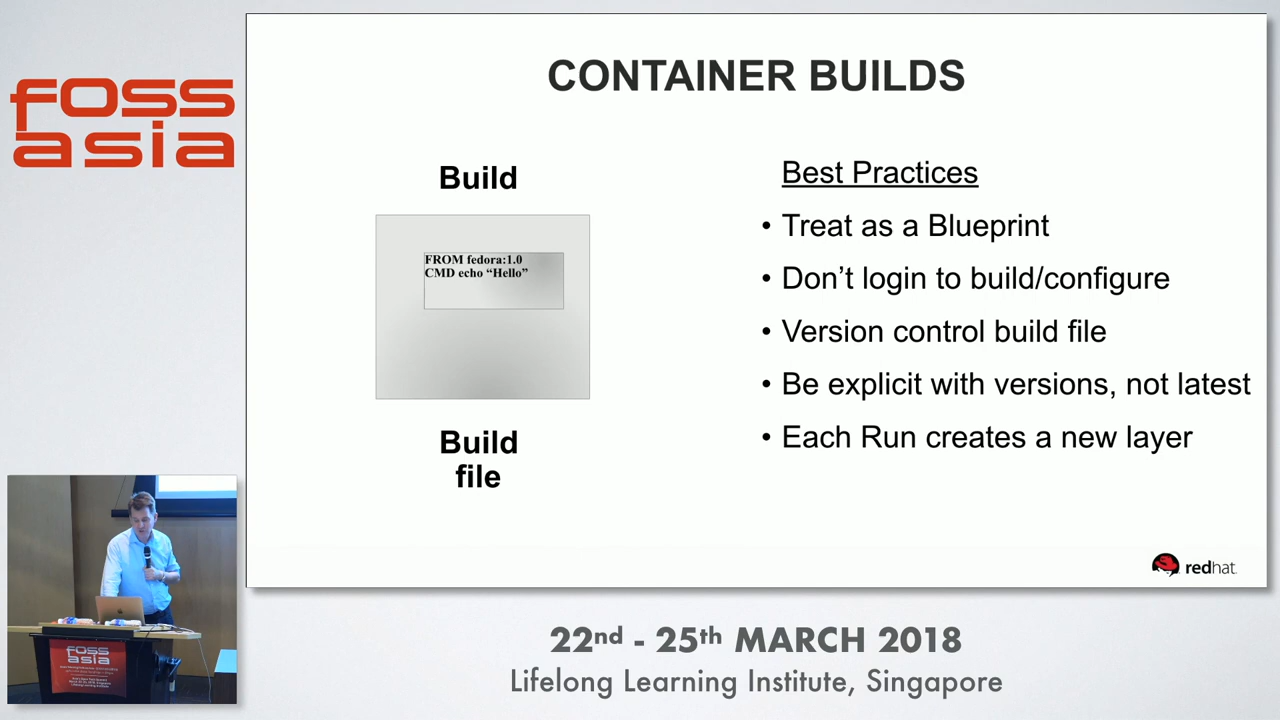 foss
asia
CONTAINER BUILDS
Build
FROM fedora:1.0
CMD echo “Hello”
Build
file
Best Practices
• Treat as a Blueprint
• Don’t login to build/configure
• Version control build file
• Be explicit with versions, not latest
• Each Run creates a new layer
redhat.
foss
asia
22nd - 25th MARCH 2018
Lifelong Learning Institute, Singapore